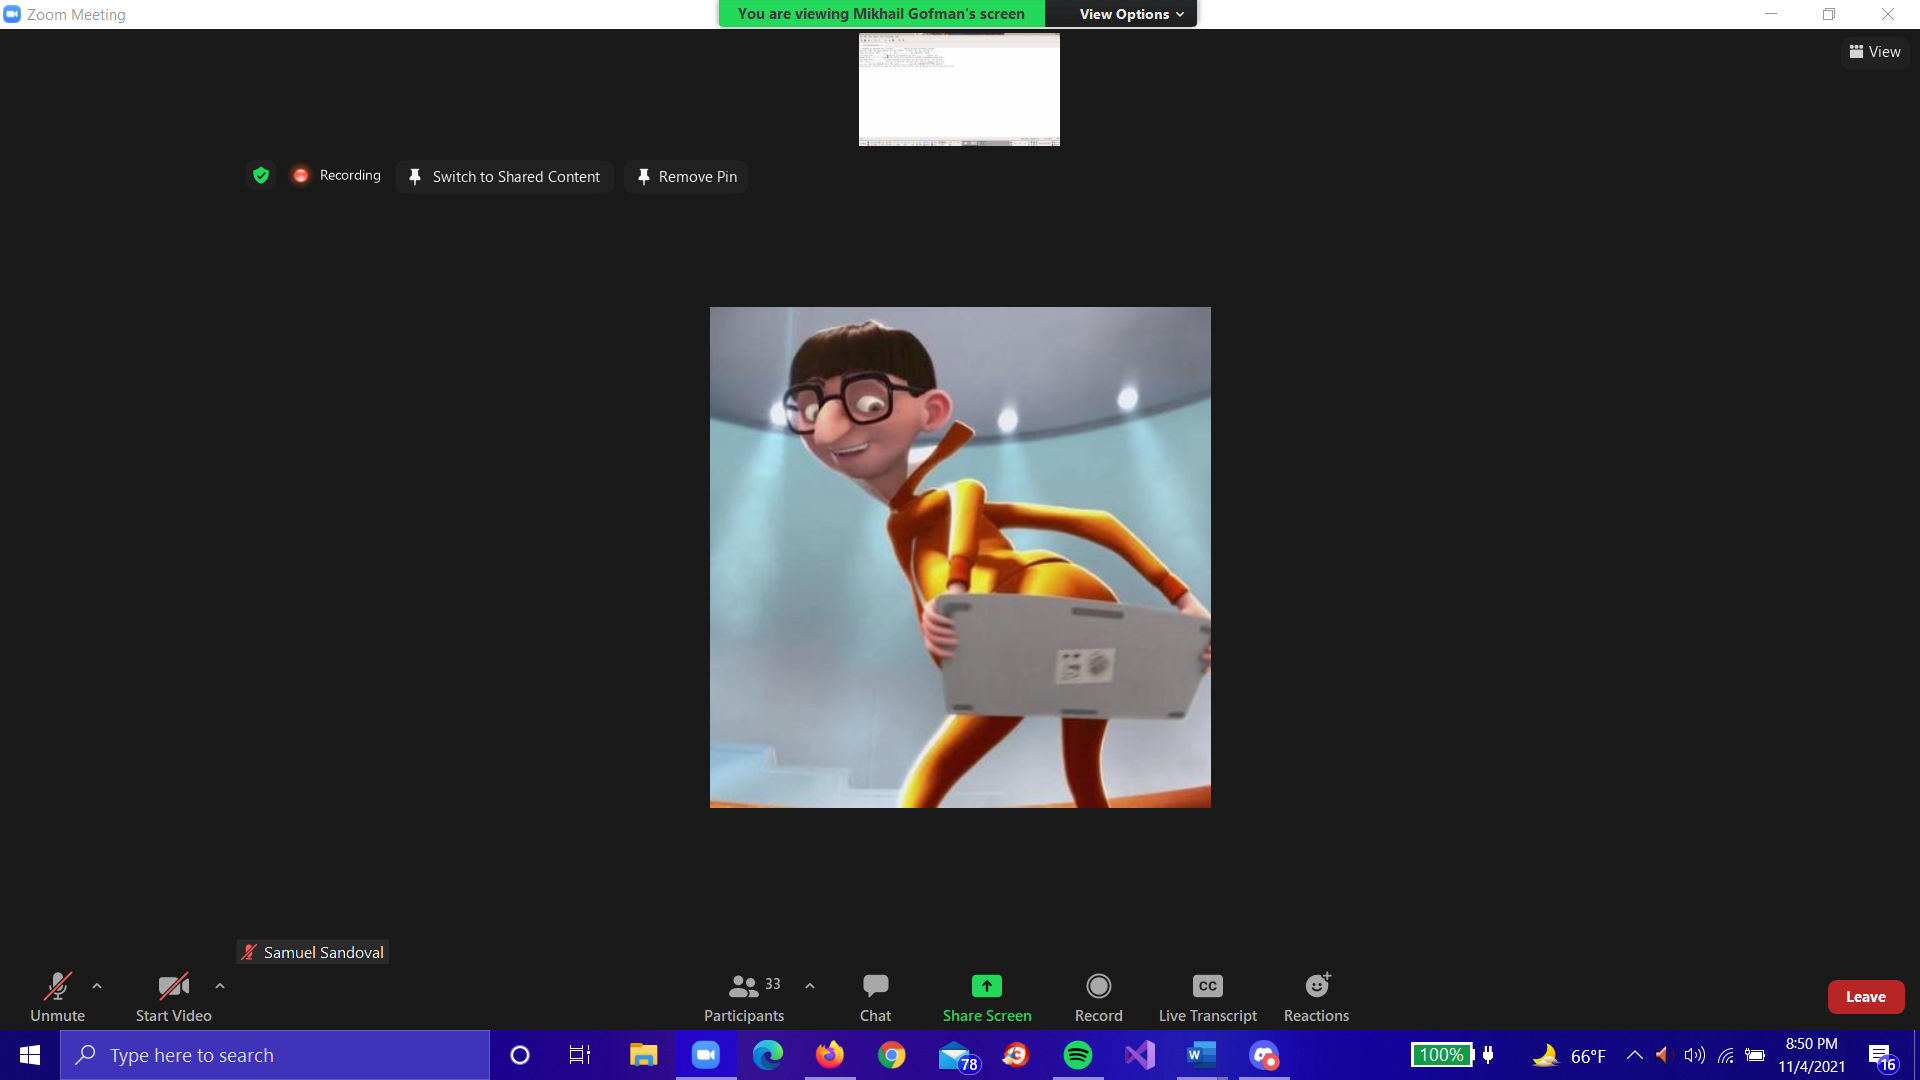 Zoom Meeting
You are viewing Mikhail Gofman's screen
View Options
View
Recording
Switch to Shared Content
Remove Pin
Samuel Sandoval
Unmute
Start Video
33
Participants
Chat
Share Screen
Record
CC
Live Transcript
Reactions
Leave
Type here to search
78
W
100%
66°F
8:50 PM
11/4/2021
16